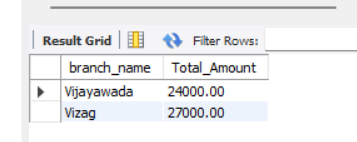 Result Grid Filter Rows:
branch_name Total_Amount
Vijayawada 24000.00
Vizag 27000.00